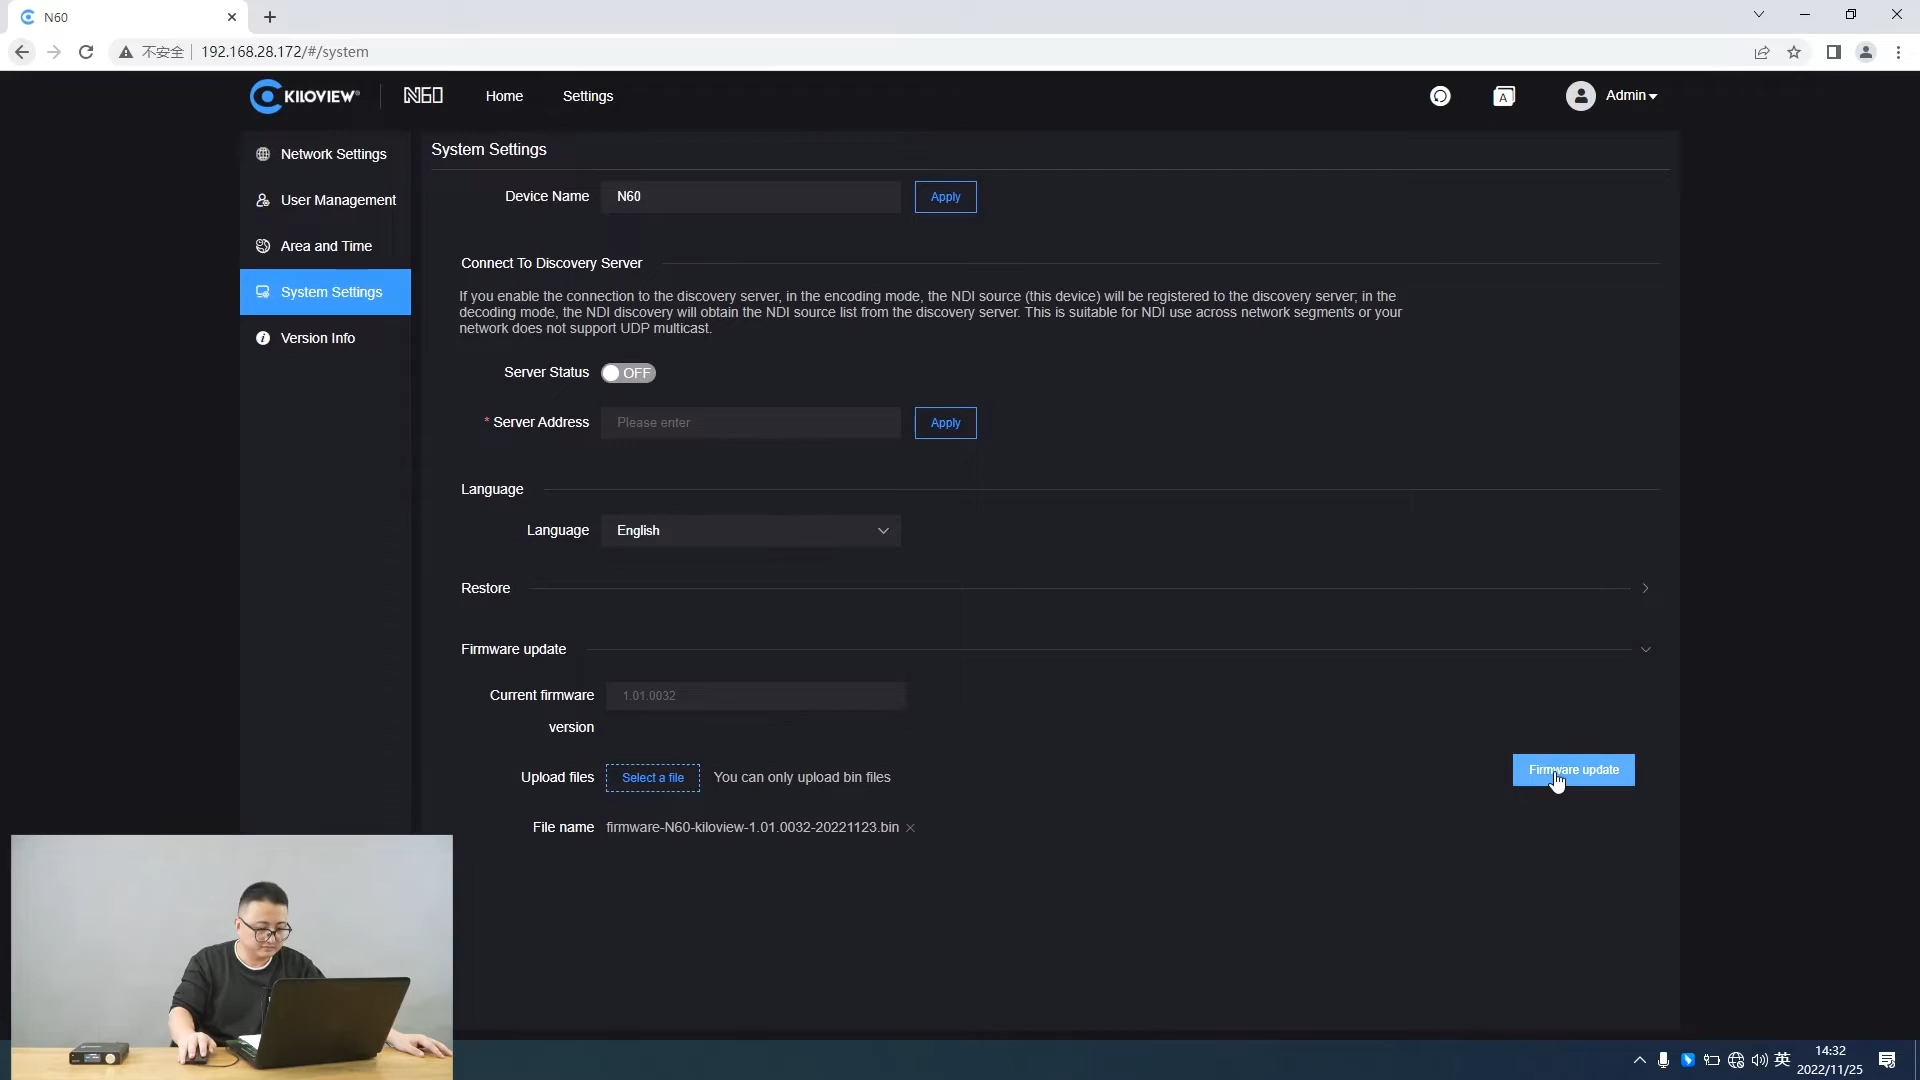 N60
不安全 192.168.28.172/#/system
KILOVIEW® N60 Home Settings A Admin
Network Settings
User Management
Area and Time
System Settings
Version Info
System Settings
Device Name N60 Apply
Connect To Discovery Server
If you enable the connection to the discovery server, in the encoding mode, the NDI source (this device) will be registered to the discovery server; in the
decoding mode, the NDI discovery will obtain the NDI source list from the discovery server. This is suitable for NDI use across network segments or your
network does not support UDP multicast.
Server Status OFF
* Server Address Please enter Apply
Language
Language English
Restore
Firmware update
Current firmware
version
1.01.0032
Upload files Select a file You can only upload bin files
Firmware update
File name firmware-N60-kiloview-1.01.0032-20221123.bin
英
14:32
2022/11/25